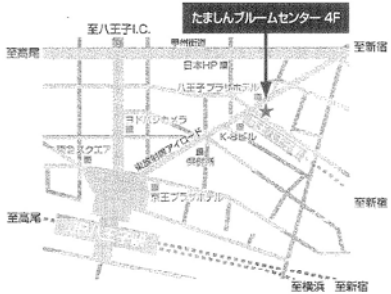 たましんブルームセンター 4F
至八王子I.C.
甲州街道
至高尾
至新宿
日本HP
八王子プラザホテル
ヨドバシカメラ
K-8ビル
東放射線アイロード
東急スクエア
京王プラザホテル
至新宿
至高尾
至横浜 至新宿